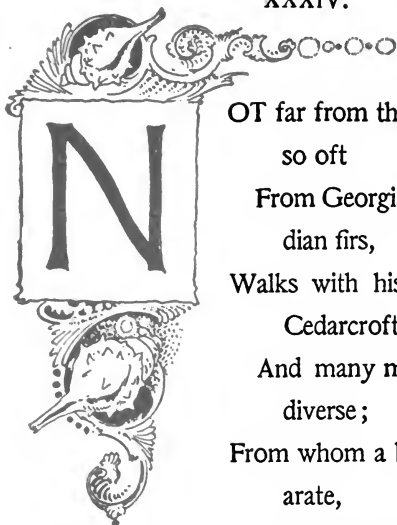 XXXIV.
NOT far from th
so oft
From Georgi
dian firs,
Walks with his
Cedarcroft
And many m
diverse;
From whom a l
arate,